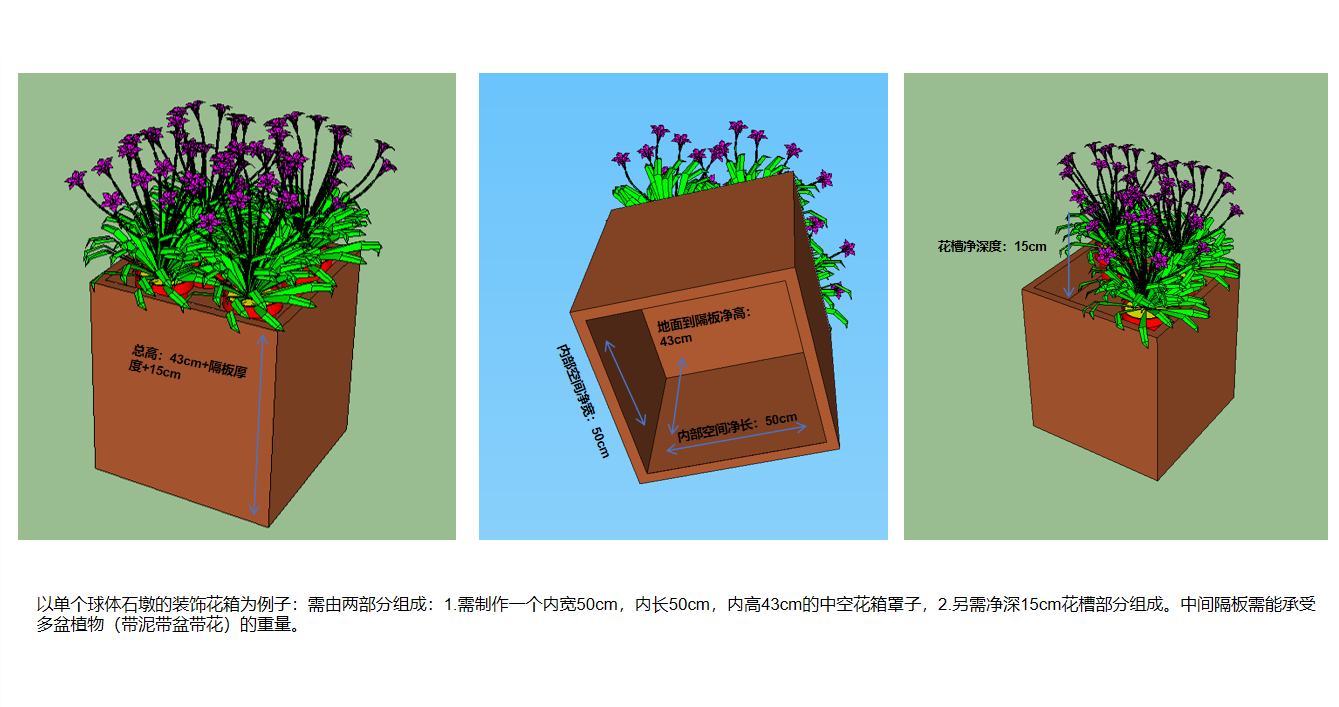 总高：43cm+隔板厚
度+15cm
地面到隔板净高：
43cm
内部空间净宽：50cm
内部空间净长：50cm
花槽净深度：15cm
以单个球体石墩的装饰花箱为例子：需由两部分组成：1.需制作一个内宽50cm，内长50cm，内高43cm的中空花箱罩子，2.另需净深15cm花槽部分组成。中间隔板需能承受
多盆植物（带泥带盆带花）的重量。